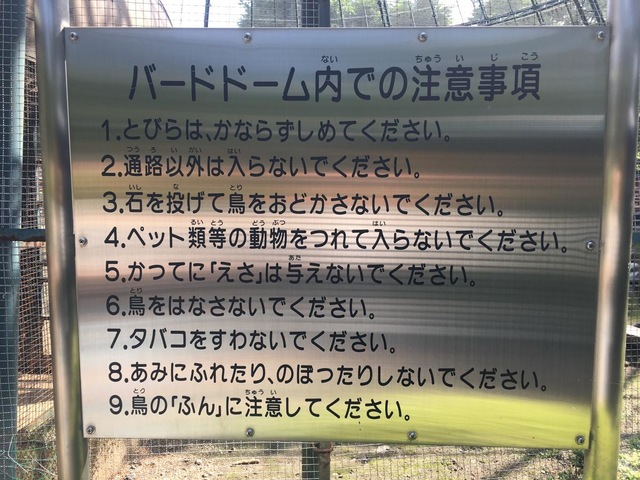 バードドーム内での注意事項
1.とびらは、かならずしめてください。
2.通路以外は入らないでください。
3.石を投げて鳥をおどかさないでください。
4.ペット類等の動物をつれて入らないでください。
5.かってに「えさ」は与えないでください。
6.鳥をはなさないでください。
7.タバコをすわないでください。
8.あみにふれたり、のぼったりしないでください。
9.鳥の「ふん」に注意してください。